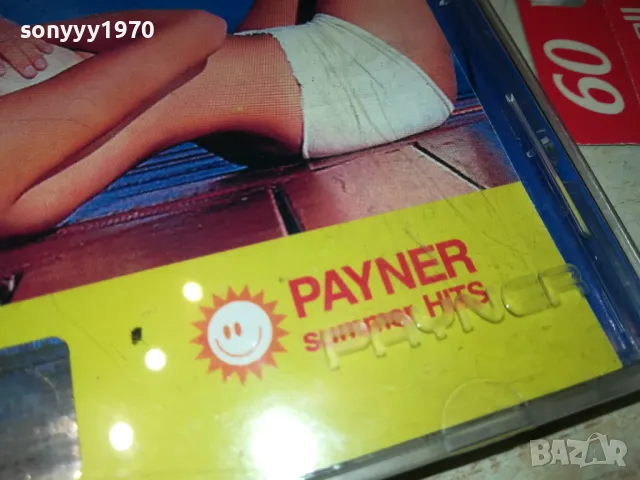 sonyyy1970
60
PAYNER
summer HITS
PAYNER
BAZAR